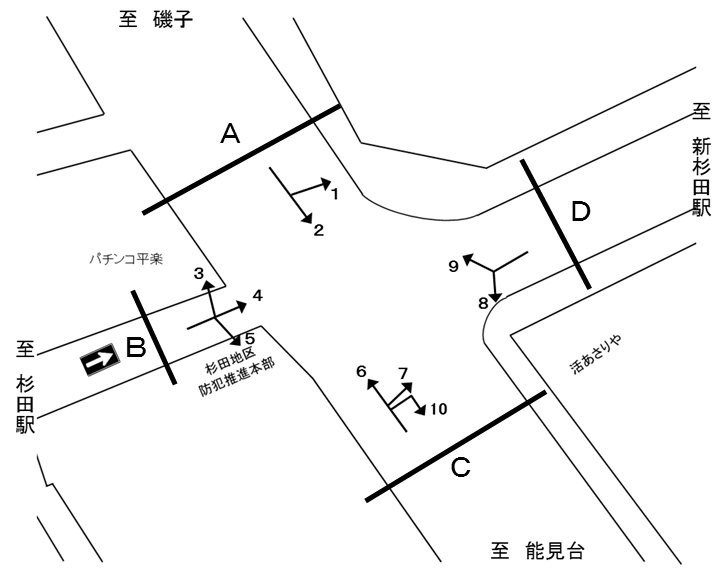 至 磯子
A
至 新杉田駅
1
2
D
パチンコ平楽
3
9
4
8
B
5
至 杉田駅
杉田地区
防犯推進本部
活あさりや
6
7
10
C
至 能見台